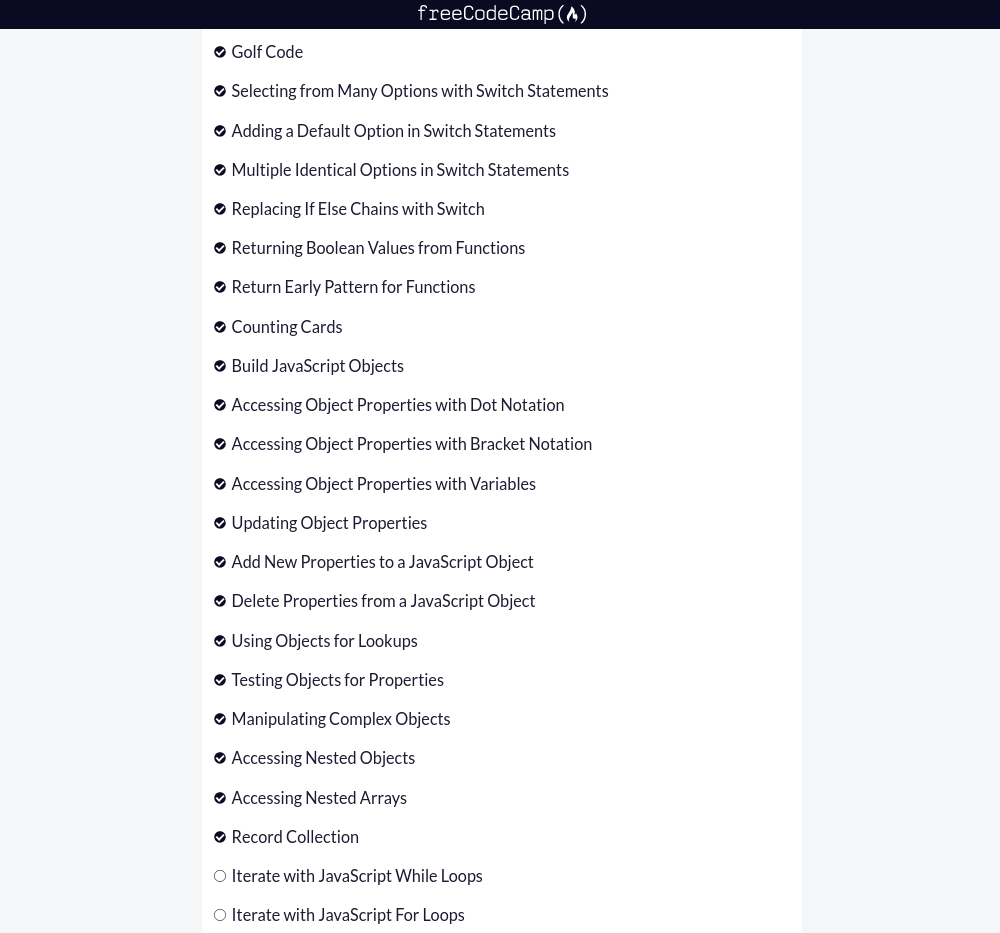 freeCodeCamp(🔥)
Golf Code
Selecting from Many Options with Switch Statements
Adding a Default Option in Switch Statements
Multiple Identical Options in Switch Statements
Replacing If Else Chains with Switch
Returning Boolean Values from Functions
Return Early Pattern for Functions
Counting Cards
Build JavaScript Objects
Accessing Object Properties with Dot Notation
Accessing Object Properties with Bracket Notation
Accessing Object Properties with Variables
Updating Object Properties
Add New Properties to a JavaScript Object
Delete Properties from a JavaScript Object
Using Objects for Lookups
Testing Objects for Properties
Manipulating Complex Objects
Accessing Nested Objects
Accessing Nested Arrays
Record Collection
Iterate with JavaScript While Loops
Iterate with JavaScript For Loops